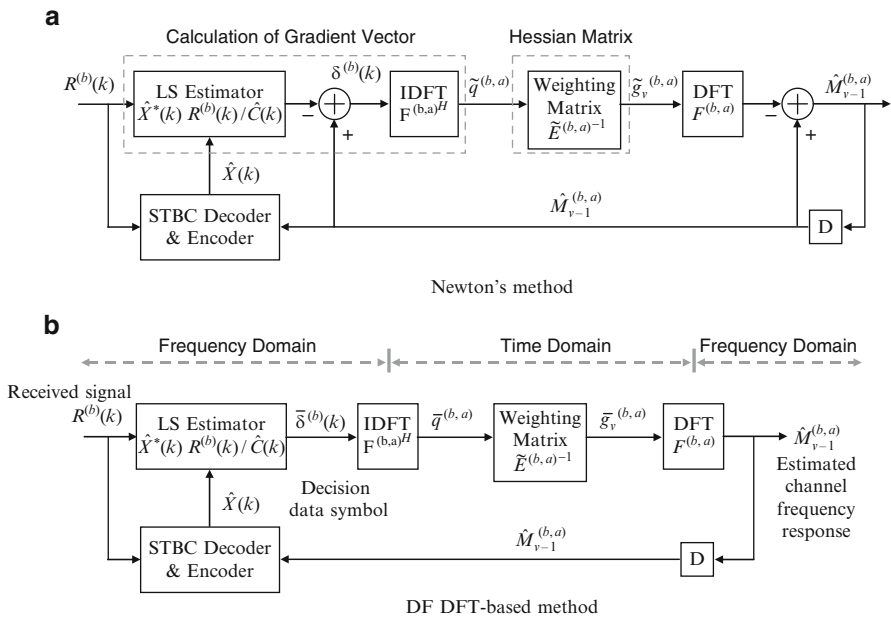 a
Calculation of Gradient Vector
Hessian Matrix
R^(b)(k)
LS Estimator
X̂*(k) R^(b)(k)/Ĉ(k)
δ^(b)(k)
−
+
IDFT
F^(b,a)^H
q̃^(b,a)
Weighting
Matrix
Ẽ^(b,a)^−1
g̃_v^(b,a)
DFT
F^(b,a)
−
+
M̂_v−1^(b,a)
X̂(k)
STBC Decoder
& Encoder
M̂_v−1^(b,a)
D
Newton's method
b
Frequency Domain
Time Domain
Frequency Domain
Received signal
R^(b)(k)
LS Estimator
X̂*(k) R^(b)(k)/Ĉ(k)
δ̄^(b)(k)
IDFT
F^(b,a)^H
q̄^(b,a)
Weighting
Matrix
Ẽ^(b,a)^−1
ḡ_v^(b,a)
DFT
F^(b,a)
M̂_v−1^(b,a)
Estimated
channel
frequency
response
X̂(k)
Decision
data symbol
STBC Decoder
& Encoder
M̂_v−1^(b,a)
D
DF DFT-based method